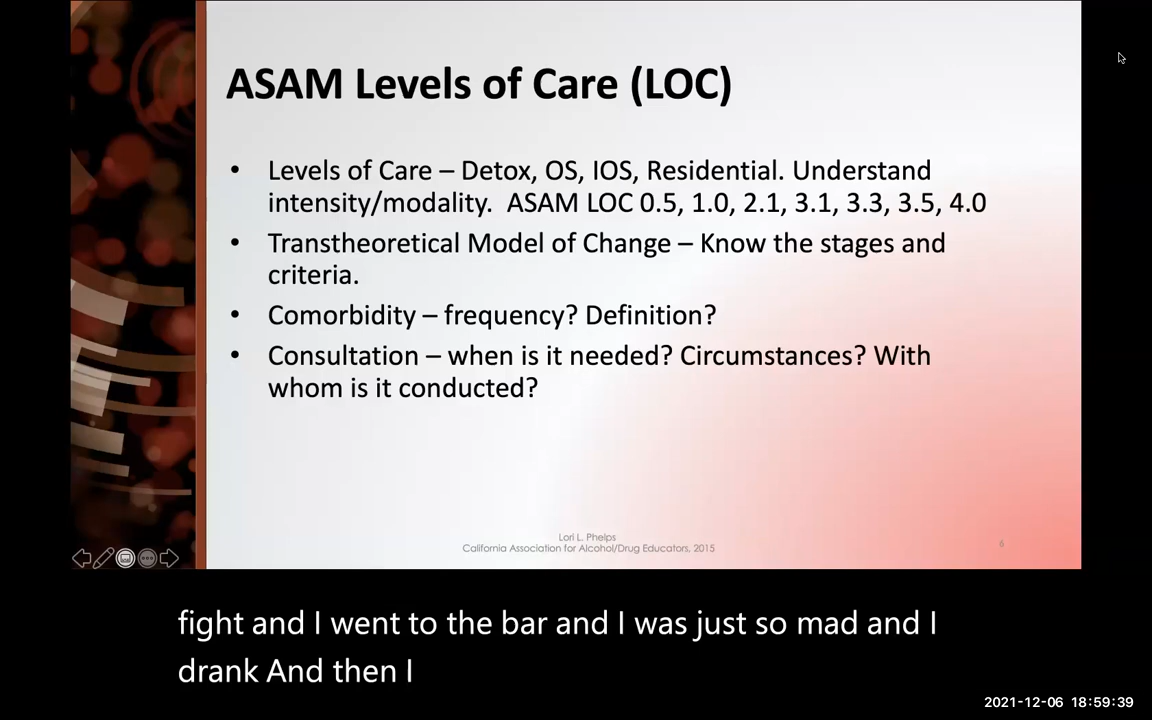 ASAM Levels of Care (LOC)
• Levels of Care – Detox, OS, IOS, Residential. Understand
intensity/modality. ASAM LOC 0.5, 1.0, 2.1, 3.1, 3.3, 3.5, 4.0
• Transtheoretical Model of Change – Know the stages and
criteria.
• Comorbidity – frequency? Definition?
• Consultation – when is it needed? Circumstances? With
whom is it conducted?
Lori L. Phelps
California Association for Alcohol/Drug Educators, 2015
6
fight and I went to the bar and I was just so mad and I
drank And then I
2021-12-06 18:59:39